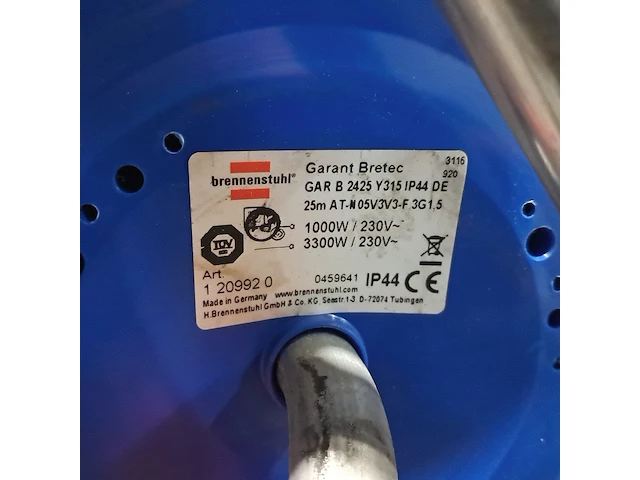 brennenstuhl®
Garant Bretec
3116
920
GAR B 2425 Y315 IP44 DE
25m AT-N05V3V3-F 3G1,5
1000W / 230V~
3300W / 230V~
TÜV
Art.
1 20992 0
0459641 IP44 CE
Made in Germany www.brennenstuhl.com
H.Brennenstuhl GmbH & Co. KG. Seestr.1-3 D-72074 Tübingen